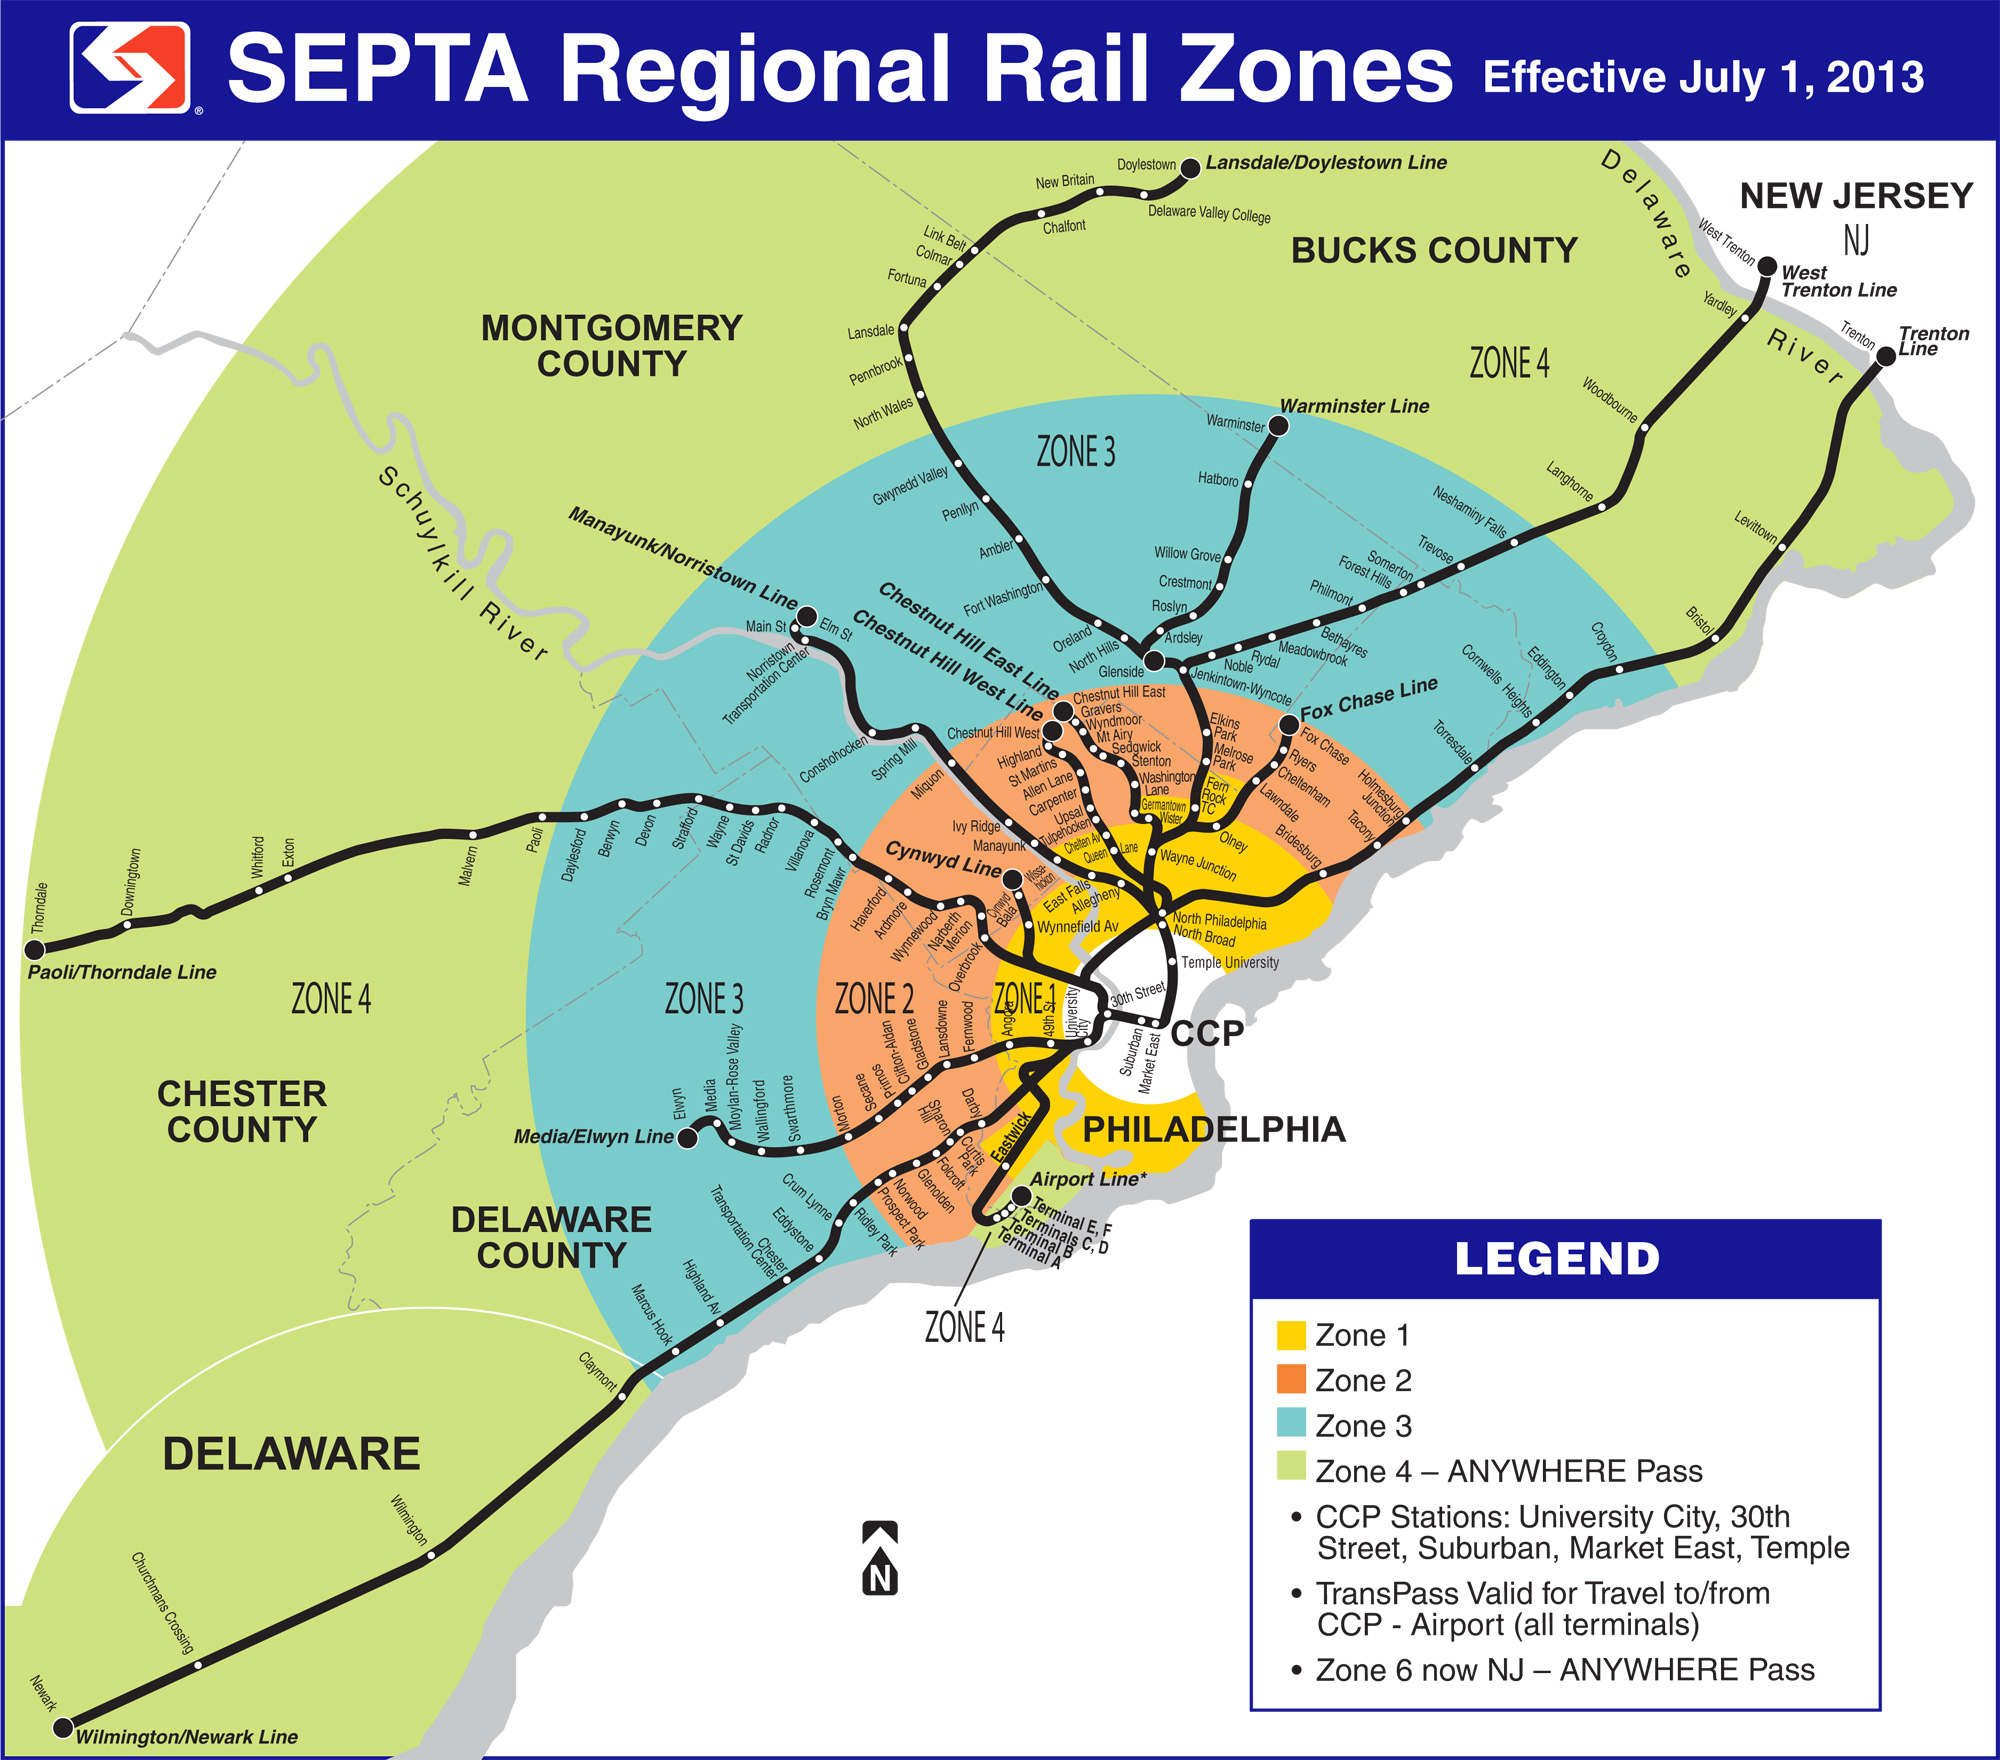 SEPTA Regional Rail Zones Effective July 1, 2013
®
Doylestown
Lansdale/Doylestown Line
New Britain
Delaware Valley College
Chalfont
Link Belt
Colmar
Fortuna
Lansdale
Pennbrook
North Wales
Gwynedd Valley
Penllyn
Ambler
Fort Washington
Oreland
North Hills
Glenside
Delaware
River
NEW JERSEY
NJ
BUCKS COUNTY
MONTGOMERY
COUNTY
ZONE 4
ZONE 3
West Trenton
West
Trenton Line
Yardley
Woodbourne
Langhorne
Neshaminy Falls
Trevose
Somerton
Forest Hills
Philmont
Bethayres
Meadowbrook
Rydal
Noble
Jenkintown-Wyncote
Trenton
Trenton
Line
Levittown
Bristol
Croydon
Eddington
Cornwells Heights
Torresdale
Holmesburg
Junction
Tacony
Bridesburg
Warminster Line
Warminster
Hatboro
Willow Grove
Crestmont
Roslyn
Ardsley
Schuylkill River
Manayunk/Norristown Line
Main St
Elm St
Norristown
Transportation Center
Conshohocken
Spring Mill
Miquon
Ivy Ridge
Manayunk
Wissa-
hickon
East Falls
Allegheny
Chestnut Hill East Line
Chestnut Hill West Line
Chestnut Hill East
Gravers
Wyndmoor
Mt Airy
Sedgwick
Stenton
Washington
Lane
Germantown
Wister
Chestnut Hill West
Highland
St Martins
Allen Lane
Carpenter
Upsal
Tulpehocken
Chelten Av
Queen Lane
Elkins
Park
Melrose
Park
Fern
Rock
TC
Fox Chase Line
Fox Chase
Ryers
Cheltenham
Lawndale
Olney
Wayne Junction
North Philadelphia
North Broad
Temple University
Cynwyd Line
Cynwyd
Bala
Wynnefield Av
Thorndale
Downingtown
Whitford
Exton
Malvern
Paoli
Daylesford
Berwyn
Devon
Strafford
Wayne
St Davids
Radnor
Villanova
Rosemont
Bryn Mawr
Haverford
Ardmore
Wynnewood
Narberth
Merion
Overbrook
Paoli/Thorndale Line
ZONE 4
ZONE 3
ZONE 2
ZONE 1
30th Street
University
City
Suburban
Market East
CCP
PHILADELPHIA
CHESTER
COUNTY
DELAWARE
COUNTY
Media/Elwyn Line
Elwyn
Media
Moylan-Rose Valley
Wallingford
Swarthmore
Morton
Secane
Primos
Clifton-Aldan
Gladstone
Lansdowne
Fernwood
Angora
49th St
Darby
Sharon
Hill
Curtis
Park
Folcroft
Glenolden
Norwood
Prospect Park
Ridley Park
Crum Lynne
Eddystone
Chester
Transportation Center
Highland Av
Marcus Hook
Claymont
Wilmington
Churchmans Crossing
Newark
Wilmington/Newark Line
DELAWARE
Eastwick
Airport Line*
Terminal E, F
Terminals C, D
Terminal B
Terminal A
ZONE 4
N
LEGEND
Zone 1
Zone 2
Zone 3
Zone 4 – ANYWHERE Pass
• CCP Stations: University City, 30th
Street, Suburban, Market East, Temple
• TransPass Valid for Travel to/from
CCP - Airport (all terminals)
• Zone 6 now NJ – ANYWHERE Pass